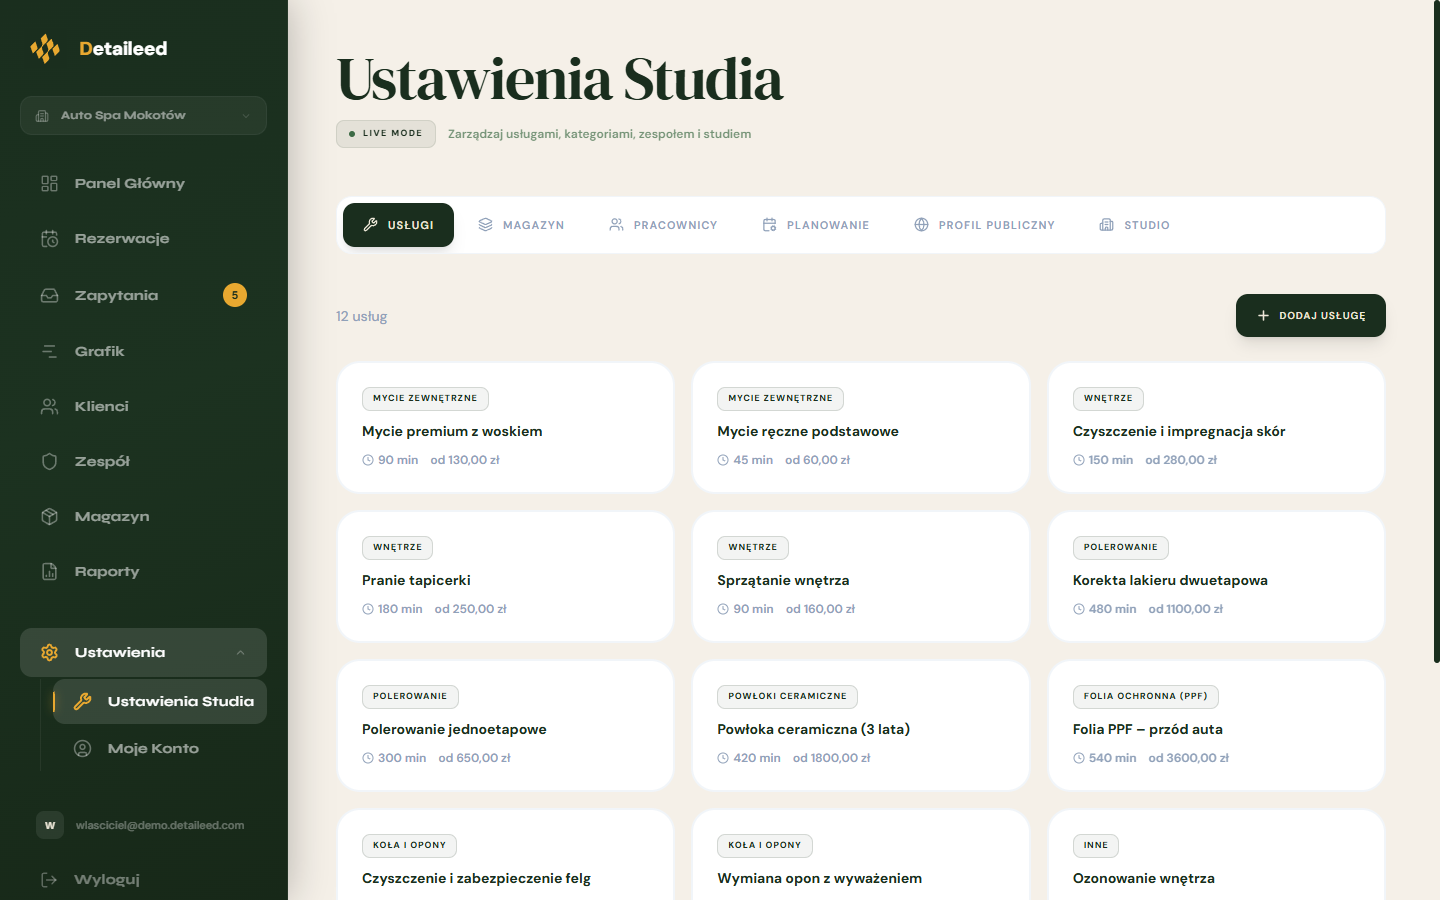 Detaileed
Auto Spa Mokotów
Panel Główny
Rezerwacje
Zapytania
5
Grafik
Klienci
Zespół
Magazyn
Raporty
Ustawienia
Ustawienia Studia
Moje Konto
W
wlasciciel@demo.detaileed.com
Wyloguj
Ustawienia Studia
LIVE MODE
Zarządzaj usługami, kategoriami, zespołem i studiem
USŁUGI
MAGAZYN
PRACOWNICY
PLANOWANIE
PROFIL PUBLICZNY
STUDIO
12 usług
DODAJ USŁUGĘ
MYCIE ZEWNĘTRZNE
Mycie premium z woskiem
90 min od 130,00 zł
MYCIE ZEWNĘTRZNE
Mycie ręczne podstawowe
45 min od 60,00 zł
WNĘTRZE
Czyszczenie i impregnacja skór
150 min od 280,00 zł
WNĘTRZE
Pranie tapicerki
180 min od 250,00 zł
WNĘTRZE
Sprzątanie wnętrza
90 min od 160,00 zł
POLEROWANIE
Korekta lakieru dwuetapowa
480 min od 1100,00 zł
POLEROWANIE
Polerowanie jednoetapowe
300 min od 650,00 zł
POWŁOKI CERAMICZNE
Powłoka ceramiczna (3 lata)
420 min od 1800,00 zł
FOLIA OCHRONNA (PPF)
Folia PPF – przód auta
540 min od 3600,00 zł
KOŁA I OPONY
Czyszczenie i zabezpieczenie felg
KOŁA I OPONY
Wymiana opon z wyważeniem
INNE
Ozonowanie wnętrza